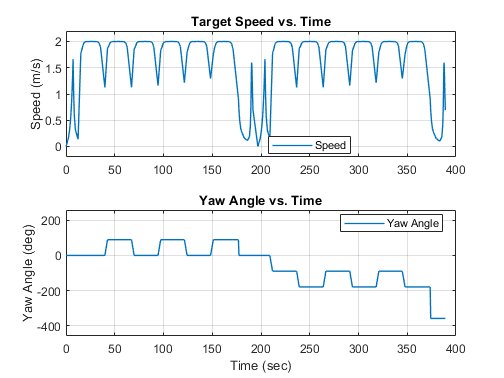 Target Speed vs. Time
Speed (m/s)
2
1.5
1
0.5
0
Speed
0 50 100 150 200 250 300 350 400
Yaw Angle vs. Time
Yaw Angle (deg)
200
0
-200
-400
Yaw Angle
0 50 100 150 200 250 300 350 400
Time (sec)